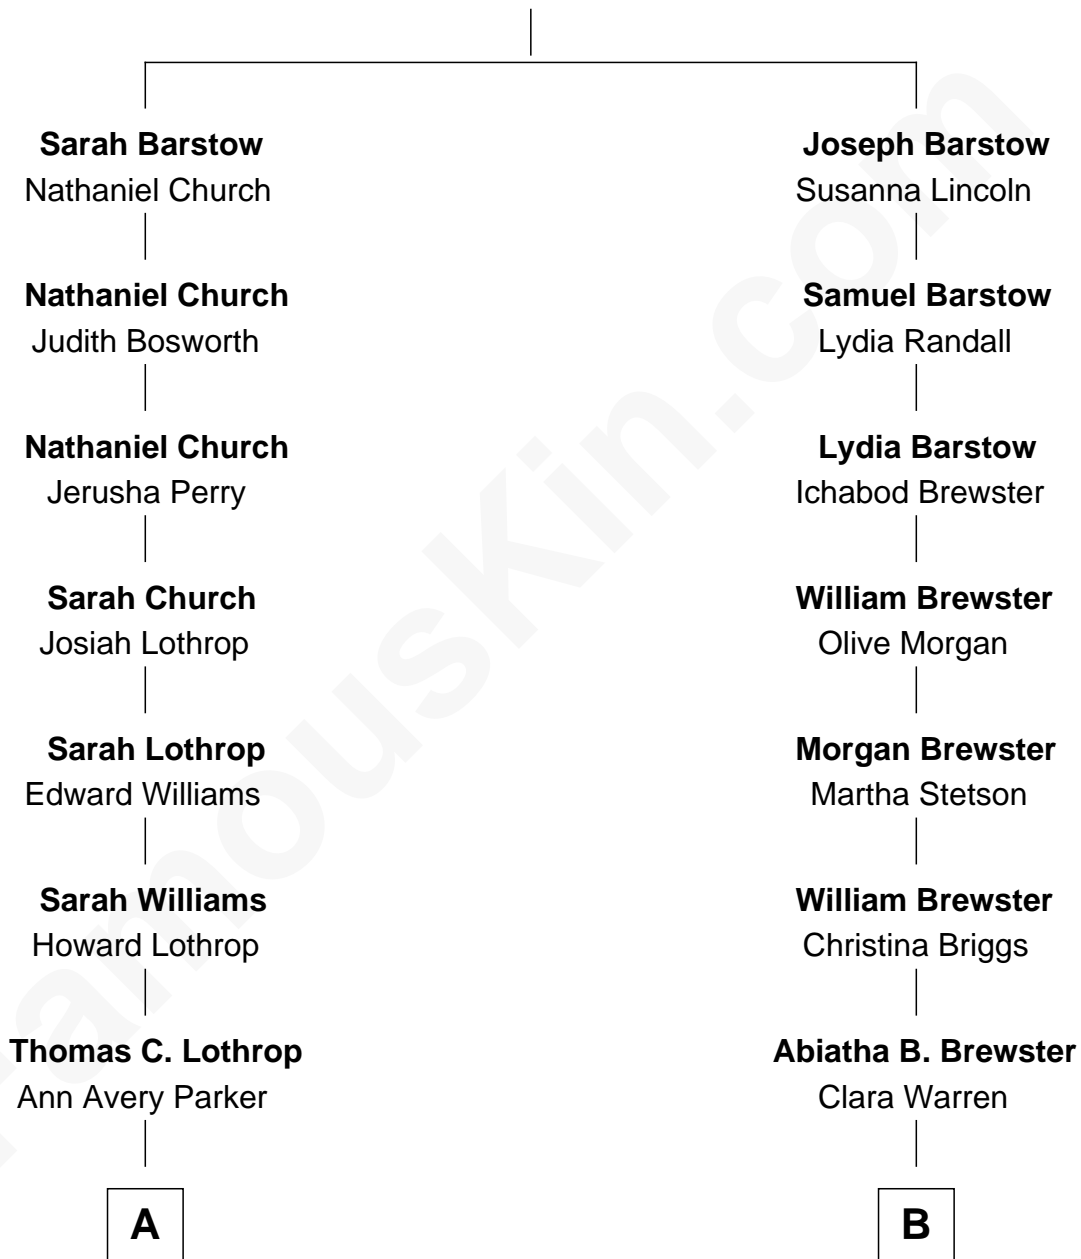 Sarah Barstow
Nathaniel Church
Nathaniel Church
Judith Bosworth
Nathaniel Church
Jerusha Perry
Sarah Church
Josiah Lothrop
Sarah Lothrop
Edward Williams
Sarah Williams
Howard Lothrop
Thomas C. Lothrop
Ann Avery Parker
A
Joseph Barstow
Susanna Lincoln
Samuel Barstow
Lydia Randall
Lydia Barstow
Ichabod Brewster
William Brewster
Olive Morgan
Morgan Brewster
Martha Stetson
William Brewster
Christina Briggs
Abiatha B. Brewster
Clara Warren
B
FamousKin.com